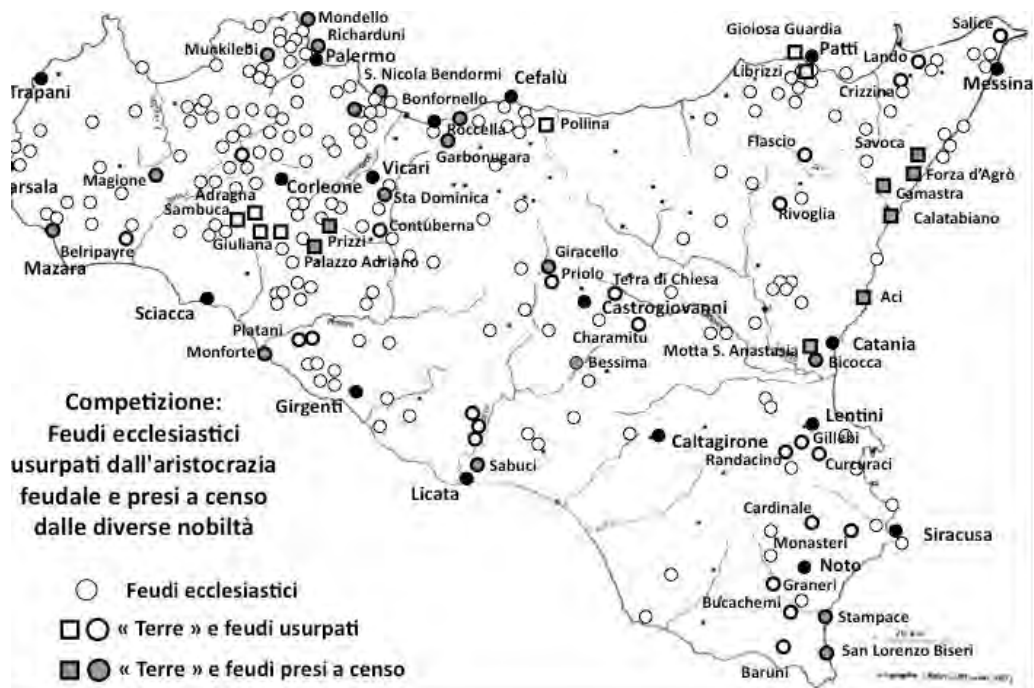 Mondello
Richarduni
Munkilebi
Palermo
Trapani
S. Nicola Bendormi
Cefalù
Bonfornello
Roccella
Garbonugara
Pollina
Gioiosa Guardia
Patti
Librizzi
Salice
Lando
Messina
Crizzina
Flascio
Savoca
Forza d'Agrò
Camastra
Calatabiano
Rivoglia
Magione
arsala
Mazara
Belripayre
Adragna
Sambuca
Corleone
Vicari
Sta Dominica
Contuberna
Giuliana
Prizzi
Palazzo Adriano
Sciacca
Platani
Monforte
Giracello
Priolo
Terra di Chiesa
Castrogiovanni
Charamitu
Bessima
Aci
Motta S. Anastasia
Catania
Bicocca
Girgenti
Sabuci
Licata
Caltagirone
Lentini
Gillebi
Randacino
Curcuraci
Cardinale
Monasteri
Siracusa
Noto
Graneri
Bucachemi
Stampace
San Lorenzo Biseri
Baruni
Competizione:
Feudi ecclesiastici
usurpati dall'aristocrazia
feudale e presi a censo
dalle diverse nobiltà
Feudi ecclesiastici
« Terre » e feudi usurpati
« Terre » e feudi presi a censo